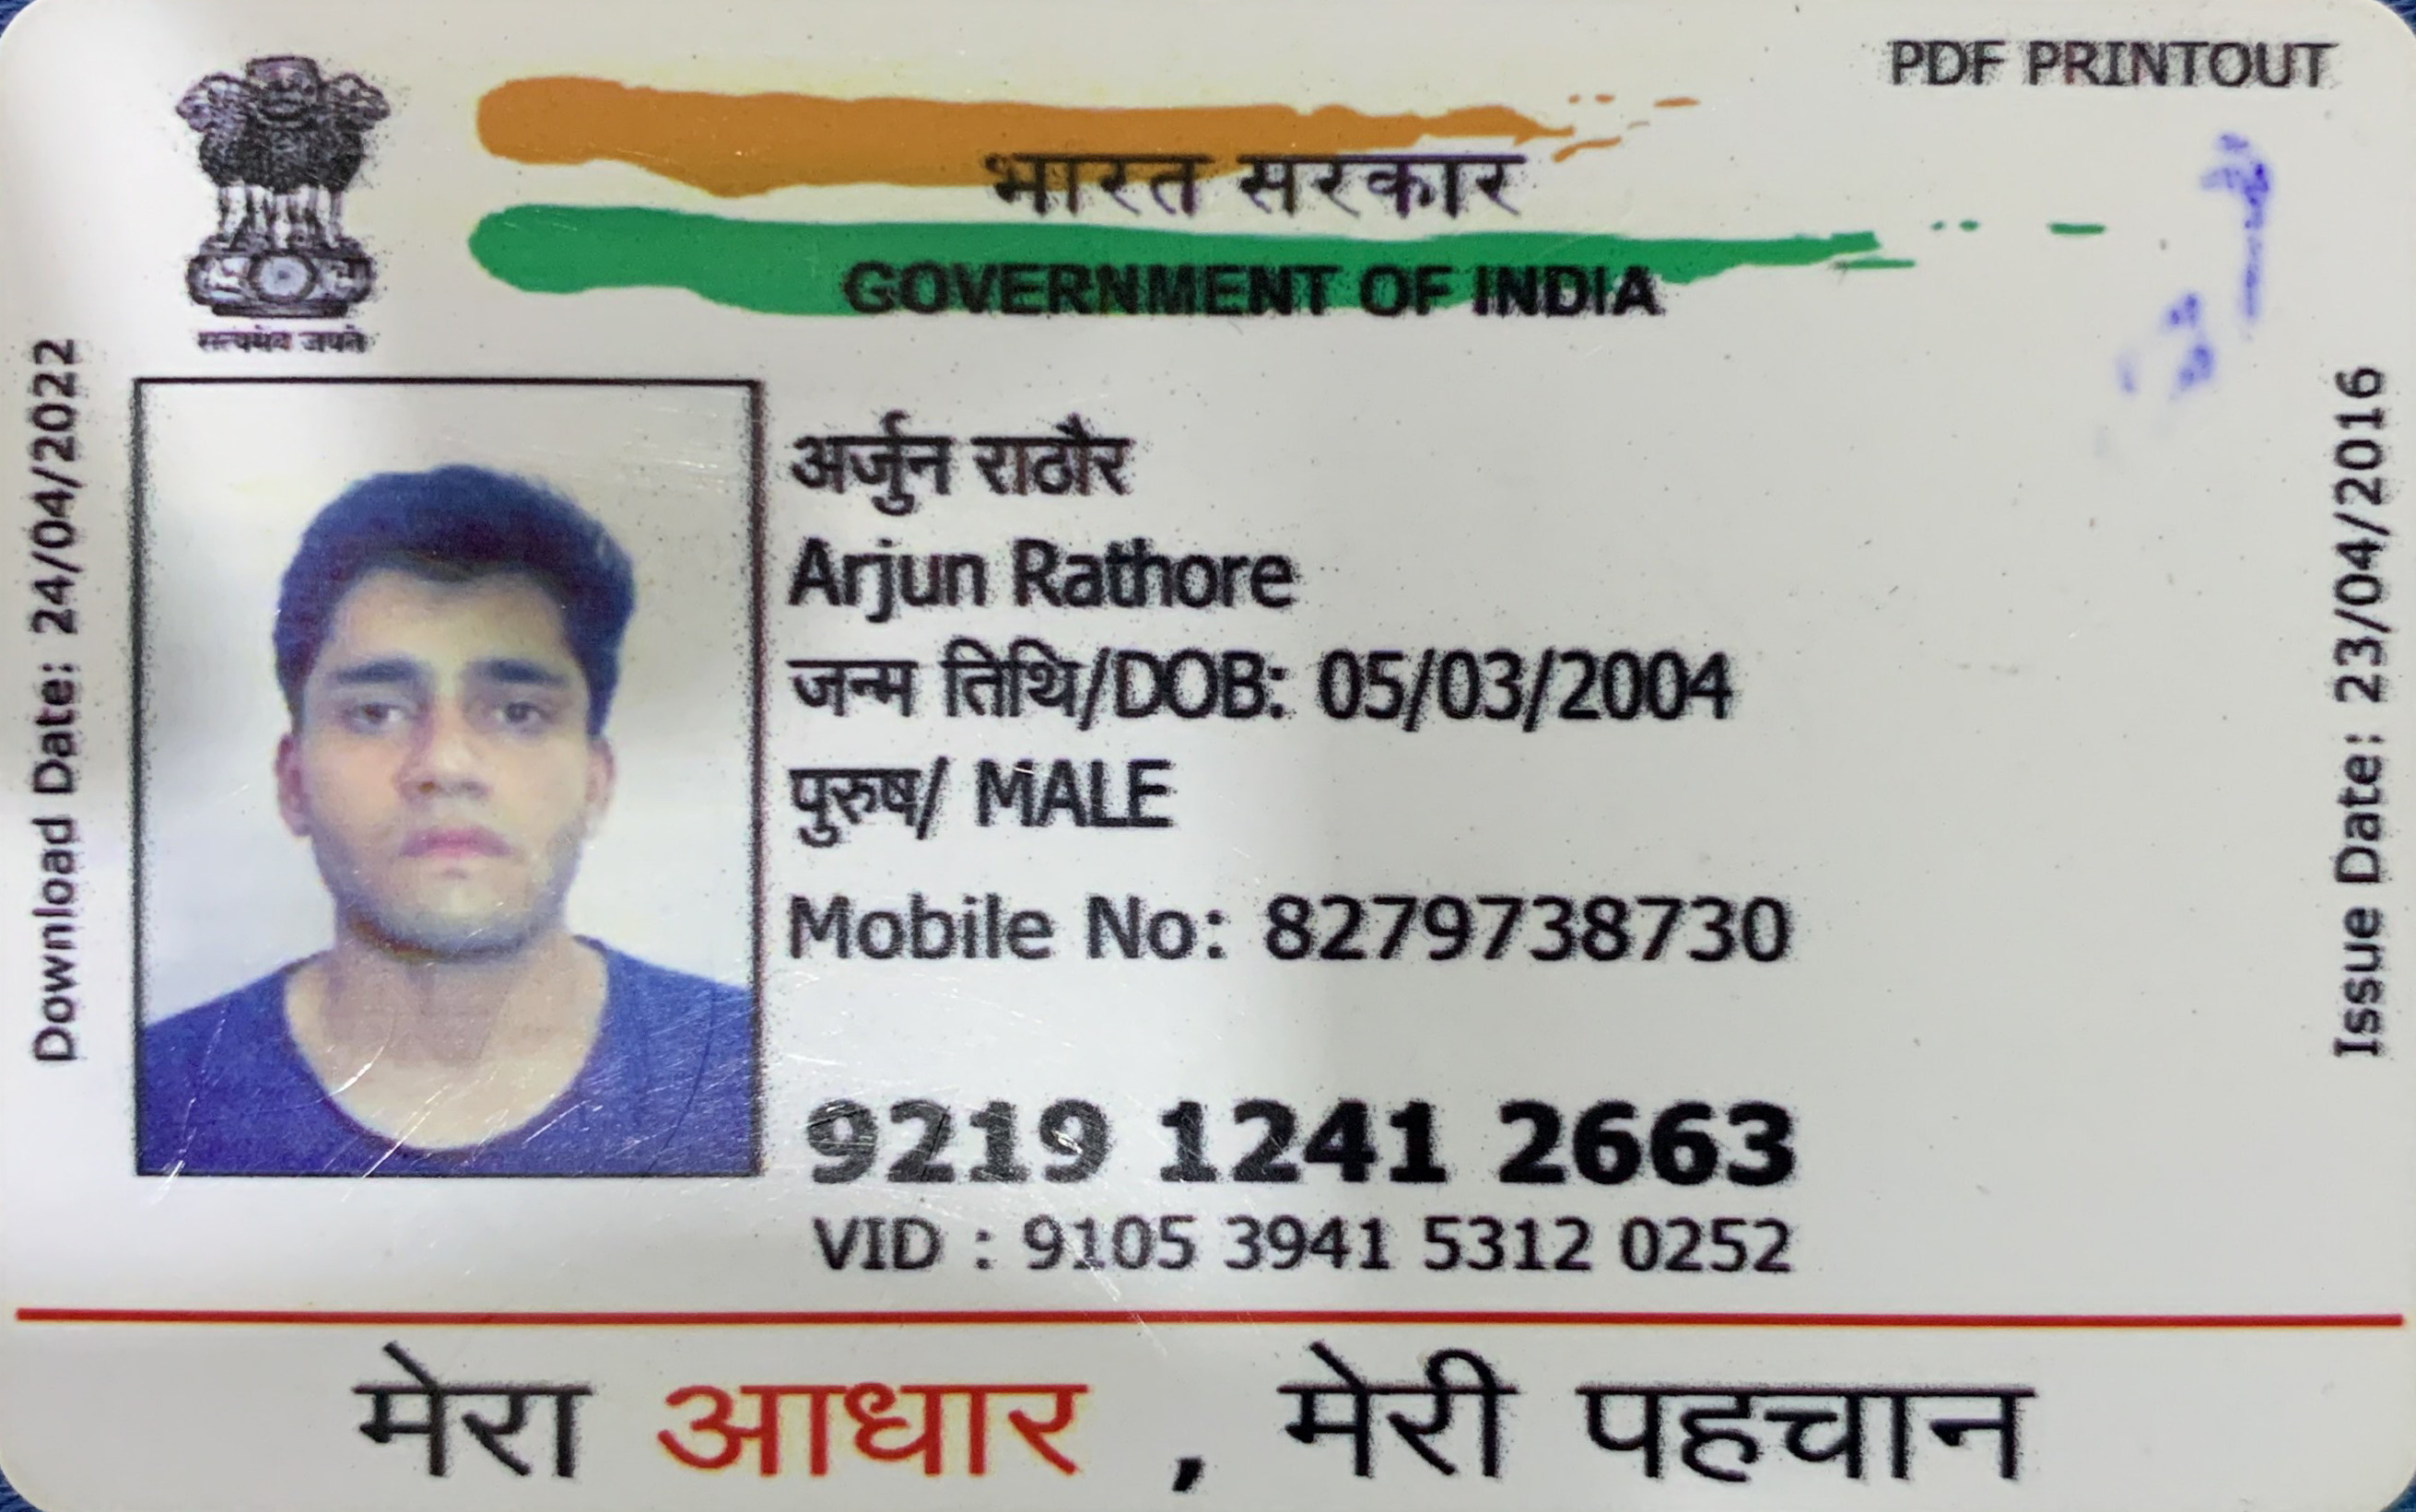 PDF PRINTOUT
भारत सरकार
GOVERNMENT OF INDIA
सत्यमेव जयते
Download Date: 24/04/2022
Issue Date: 23/04/2016
अर्जुन राठौर
Arjun Rathore
जन्म तिथि/DOB: 05/03/2004
पुरुष/ MALE
Mobile No: 8279738730
9219 1241 2663
VID : 9105 3941 5312 0252
मेरा आधार , मेरी पहचान